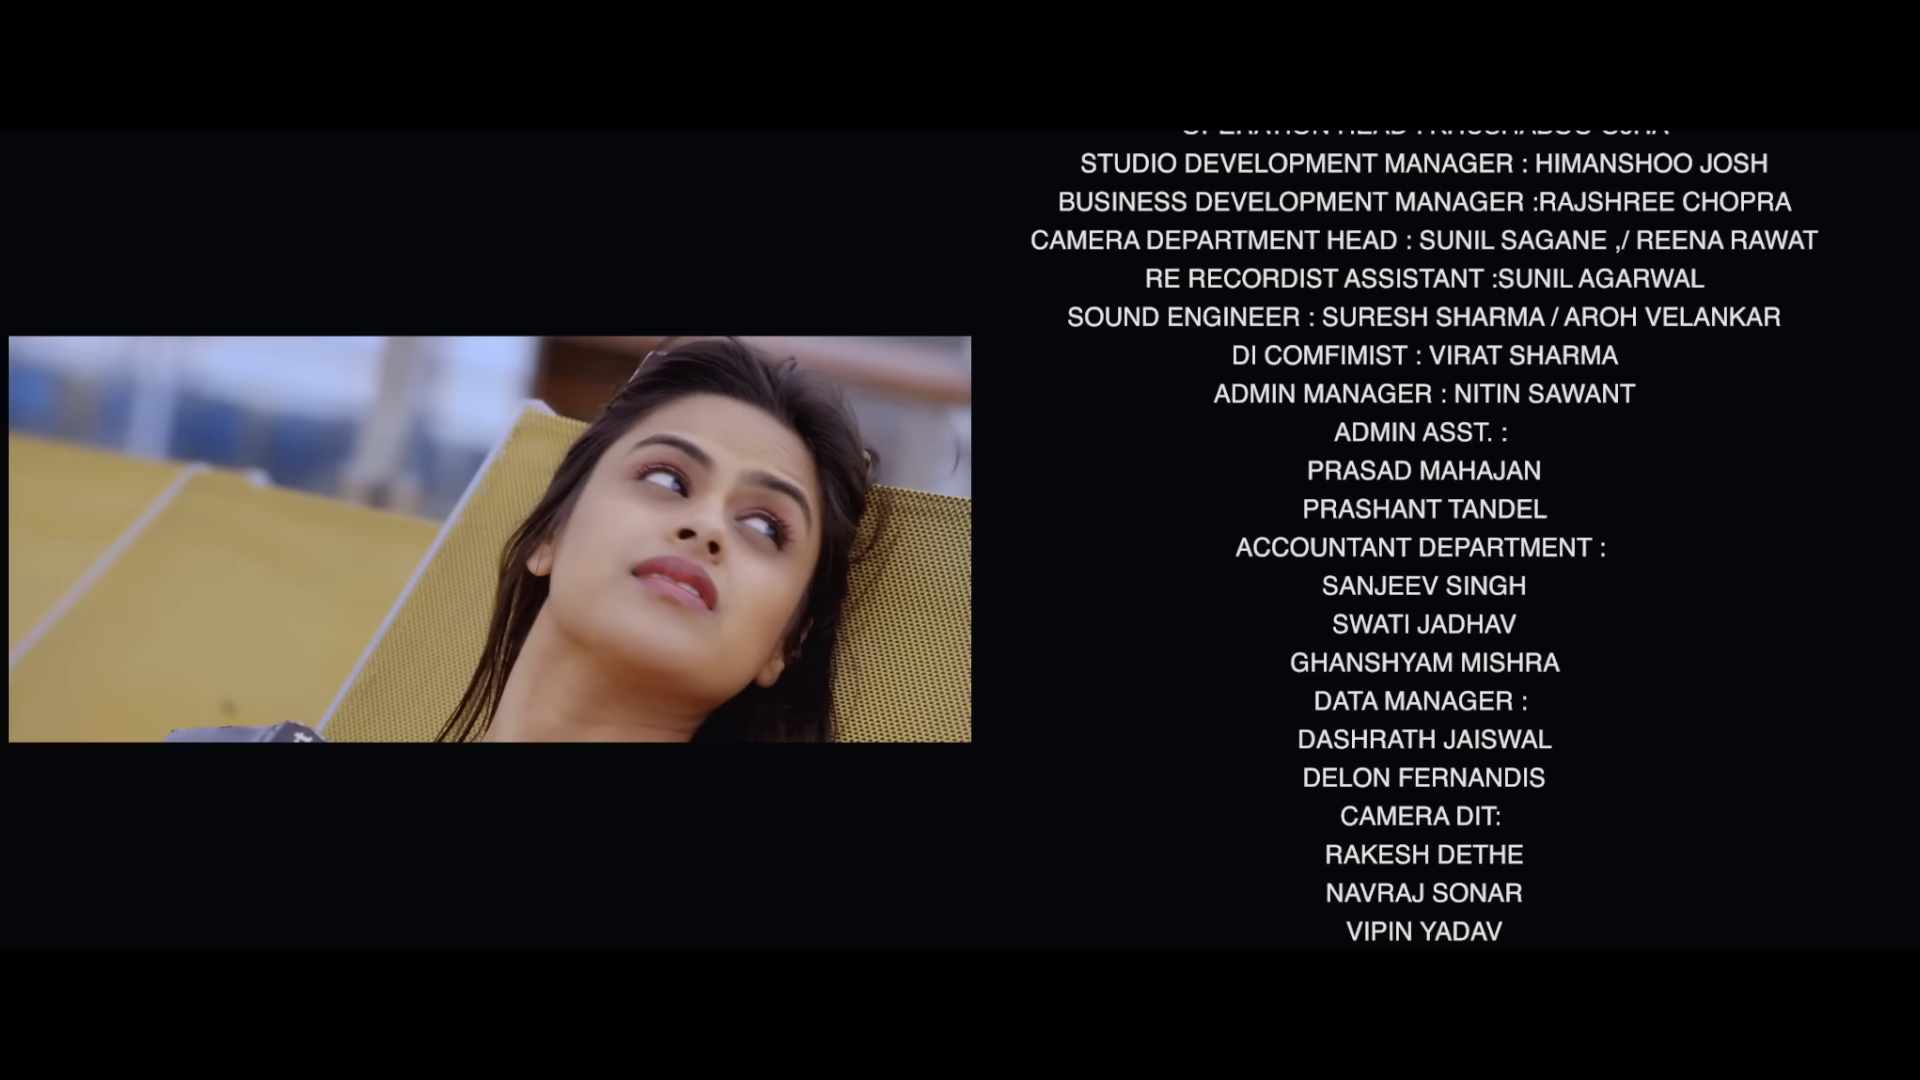 STUDIO DEVELOPMENT MANAGER : HIMANSHOO JOSH
BUSINESS DEVELOPMENT MANAGER :RAJSHREE CHOPRA
CAMERA DEPARTMENT HEAD : SUNIL SAGANE ,/ REENA RAWAT
RE RECORDIST ASSISTANT :SUNIL AGARWAL
SOUND ENGINEER : SURESH SHARMA / AROH VELANKAR
DI COMFIMIST : VIRAT SHARMA
ADMIN MANAGER : NITIN SAWANT
ADMIN ASST. :
PRASAD MAHAJAN
PRASHANT TANDEL
ACCOUNTANT DEPARTMENT :
SANJEEV SINGH
SWATI JADHAV
GHANSHYAM MISHRA
DATA MANAGER :
DASHRATH JAISWAL
DELON FERNANDIS
CAMERA DIT:
RAKESH DETHE
NAVRAJ SONAR
VIPIN YADAV